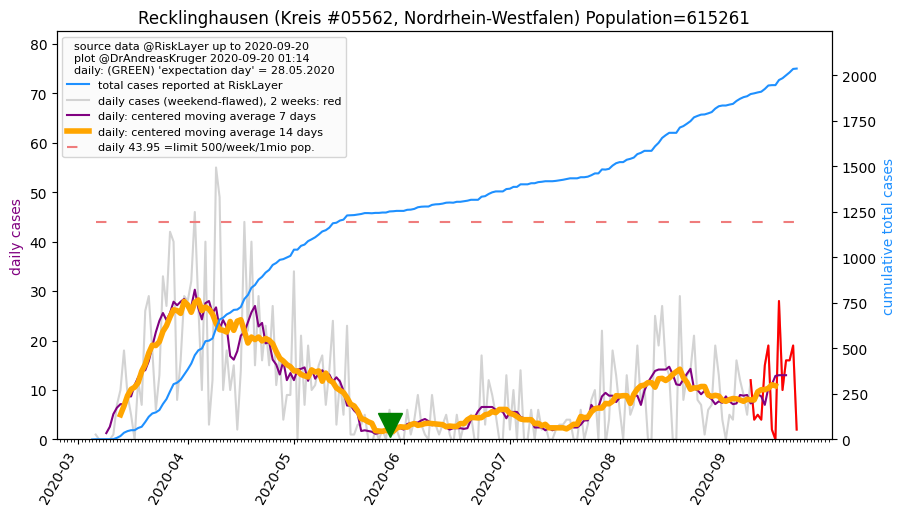 Recklinghausen (Kreis #05562, Nordrhein-Westfalen) Population=615261
source data @RiskLayer up to 2020-09-20
plot @DrAndreasKruger 2020-09-20 01:14
daily: (GREEN) 'expectation day' = 28.05.2020
total cases reported at RiskLayer
daily cases (weekend-flawed), 2 weeks: red
daily: centered moving average 7 days
daily: centered moving average 14 days
daily 43.95 =limit 500/week/1mio pop.
daily cases
80
70
60
50
40
30
20
10
0
cumulative total cases
2000
1750
1500
1250
1000
750
500
250
0
2020-03
2020-04
2020-05
2020-06
2020-07
2020-08
2020-09